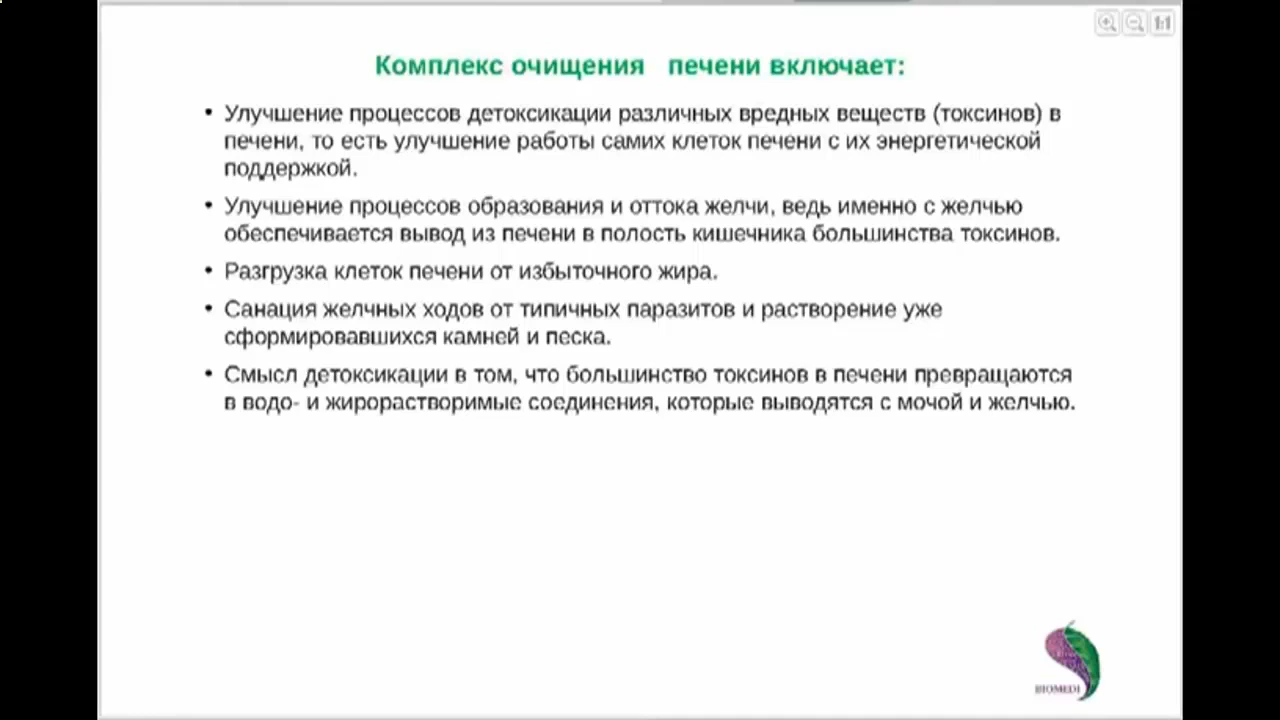 Комплекс очищения печени включает:
• Улучшение процессов детоксикации различных вредных веществ (токсинов) в
печени, то есть улучшение работы самих клеток печени с их энергетической
поддержкой.
• Улучшение процессов образования и оттока желчи, ведь именно с желчью
обеспечивается вывод из печени в полость кишечника большинства токсинов.
• Разгрузка клеток печени от избыточного жира.
• Санация желчных ходов от типичных паразитов и растворение уже
сформировавшихся камней и песка.
• Смысл детоксикации в том, что большинство токсинов в печени превращаются
в водо- и жирорастворимые соединения, которые выводятся с мочой и желчью.
BIOMEDI
1:1